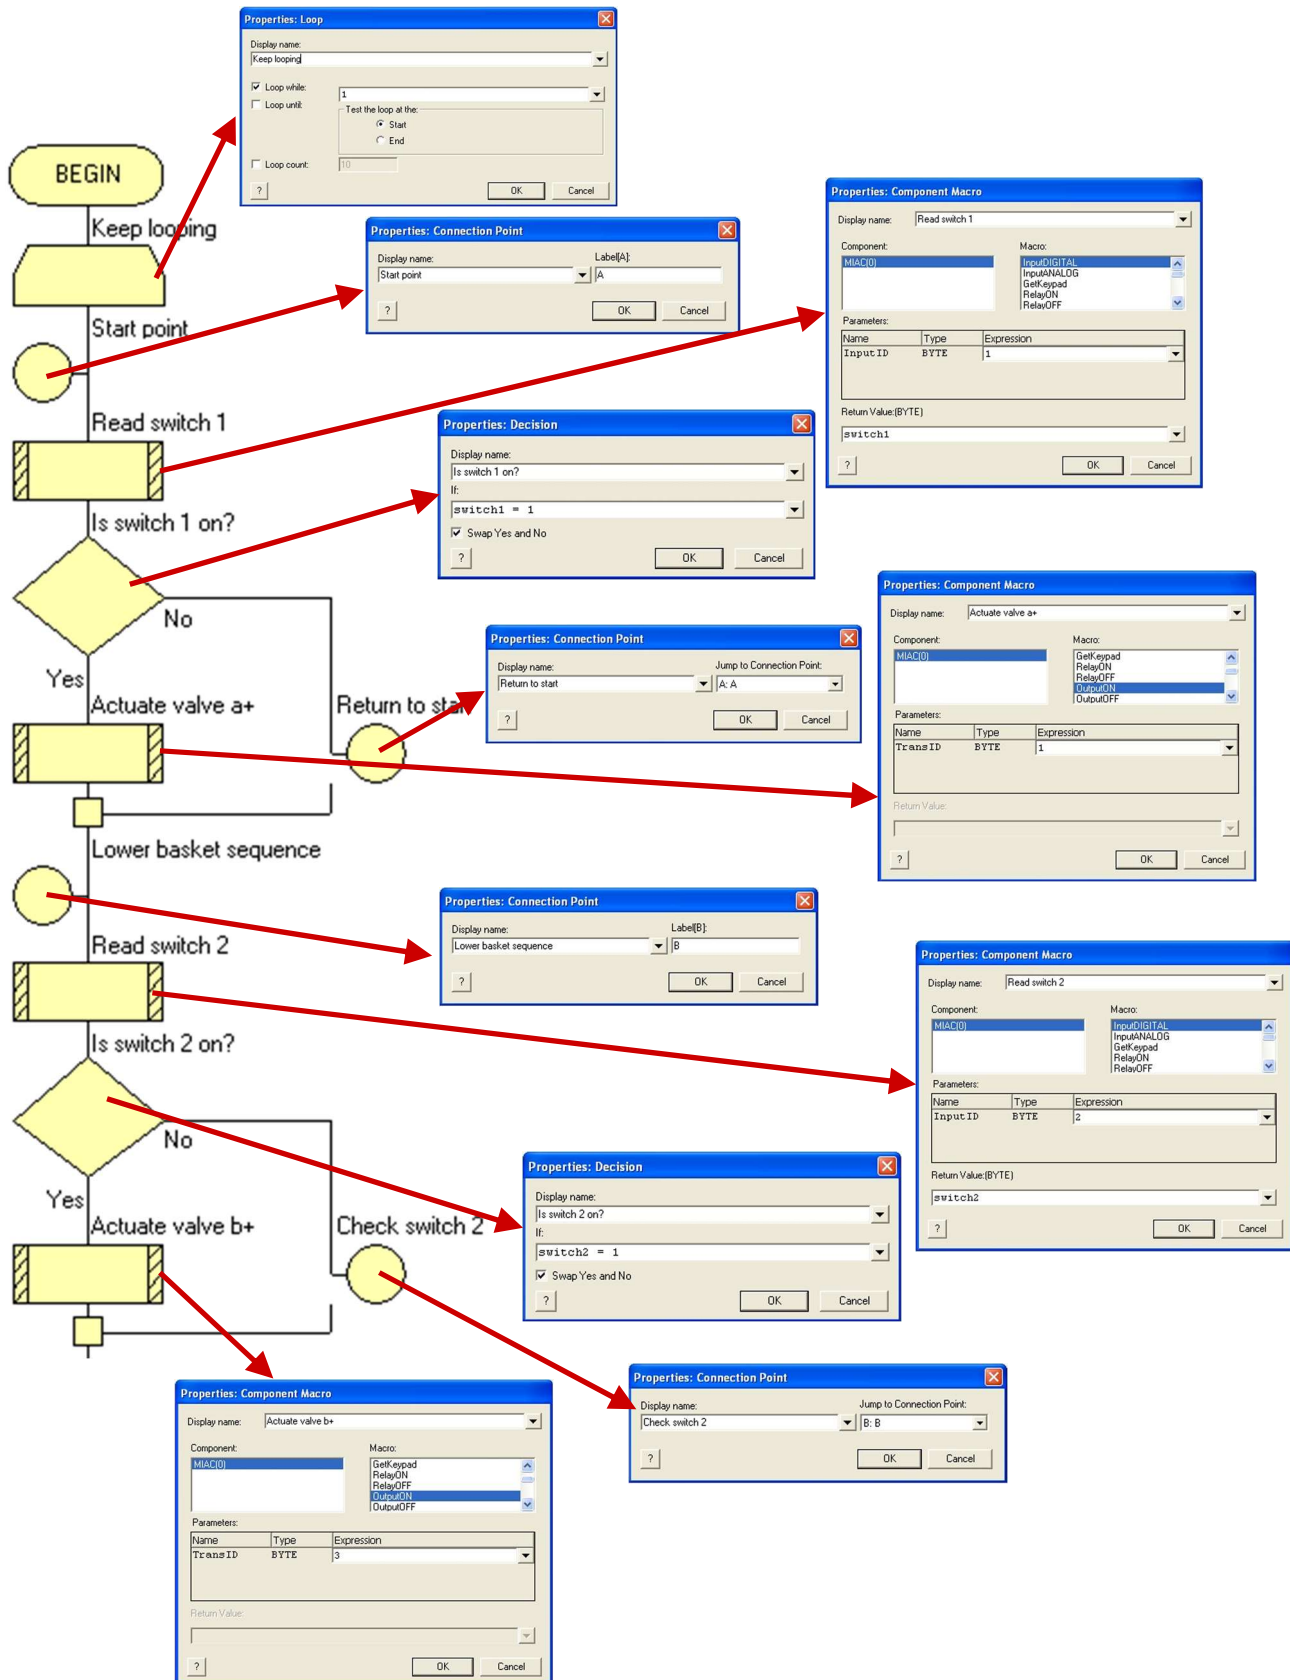 Properties: Loop
Display name:
Keep looping
Loop while:
1
Loop until:
Test the loop at the:
Start
End
Loop count:
10
?
OK
Cancel
BEGIN
Keep looping
Start point
Read switch 1
Is switch 1 on?
No
Yes
Actuate valve a+
Return to start
Lower basket sequence
Read switch 2
Is switch 2 on?
No
Yes
Actuate valve b+
Check switch 2
Properties: Connection Point
Display name:
Label[A]:
Start point
A
?
OK
Cancel
Properties: Component Macro
Display name:
Read switch 1
Component:
Macro:
MIAC(0)
InputDIGITAL
InputANALOG
GetKeypad
RelayON
RelayOFF
Parameters:
Name Type Expression
InputID BYTE 1
Return Value:(BYTE)
switch1
?
OK
Cancel
Properties: Decision
Display name:
Is switch 1 on?
If:
switch1 = 1
Swap Yes and No
?
OK
Cancel
Properties: Component Macro
Display name:
Actuate valve a+
Component:
Macro:
MIAC(0)
GetKeypad
RelayON
RelayOFF
OutputON
OutputOFF
Parameters:
Name Type Expression
TransID BYTE 1
Return Value:
?
OK
Cancel
Properties: Connection Point
Display name:
Jump to Connection Point:
Return to start
A: A
?
OK
Cancel
Properties: Connection Point
Display name:
Label[B]:
Lower basket sequence
B
?
OK
Cancel
Properties: Component Macro
Display name:
Read switch 2
Component:
Macro:
MIAC(0)
InputDIGITAL
InputANALOG
GetKeypad
RelayON
RelayOFF
Parameters:
Name Type Expression
InputID BYTE 2
Return Value:(BYTE)
switch2
?
OK
Cancel
Properties: Decision
Display name:
Is switch 2 on?
If:
switch2 = 1
Swap Yes and No
?
OK
Cancel
Properties: Connection Point
Display name:
Jump to Connection Point:
Check switch 2
B: B
?
OK
Cancel
Properties: Component Macro
Display name:
Actuate valve b+
Component:
Macro:
MIAC(0)
GetKeypad
RelayON
RelayOFF
OutputON
OutputOFF
Parameters:
Name Type Expression
TransID BYTE 3
Return Value:
?
OK
Cancel